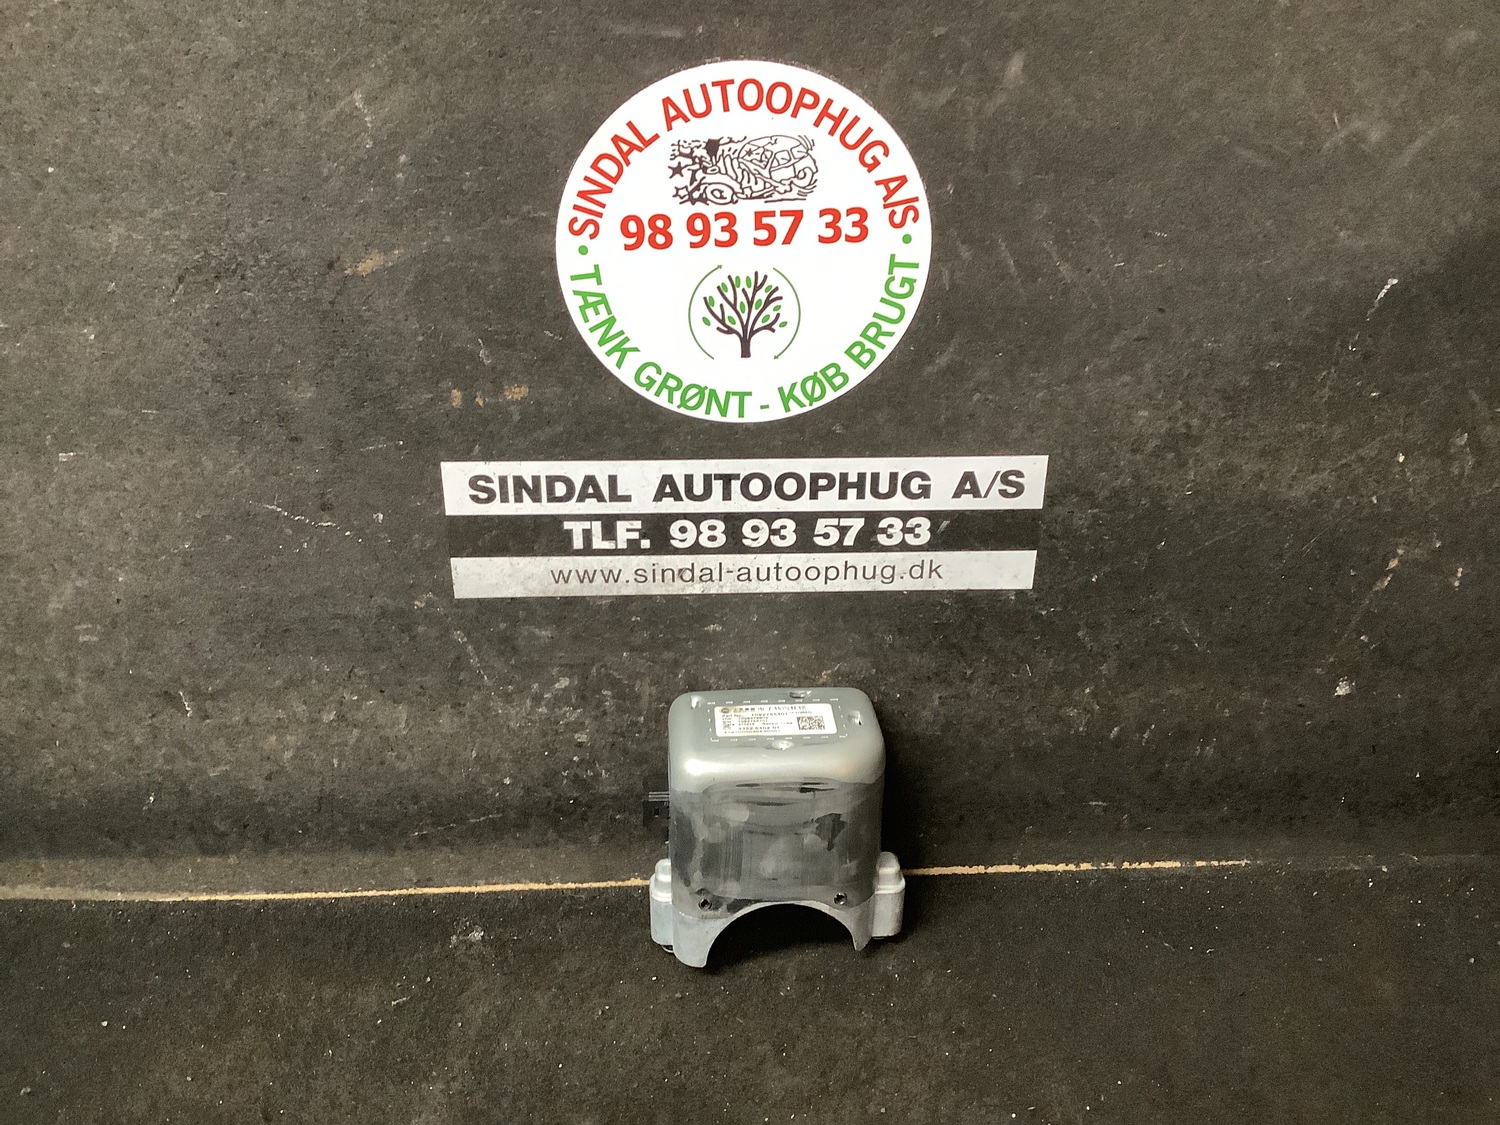 SINDAL AUTOOPHUG A/S
98 93 57 33
TÆNK GRØNT - KØB BRUGT
SINDAL AUTOOPHUG A/S
TLF. 98 93 57 33
www.sindal-autoophug.dk